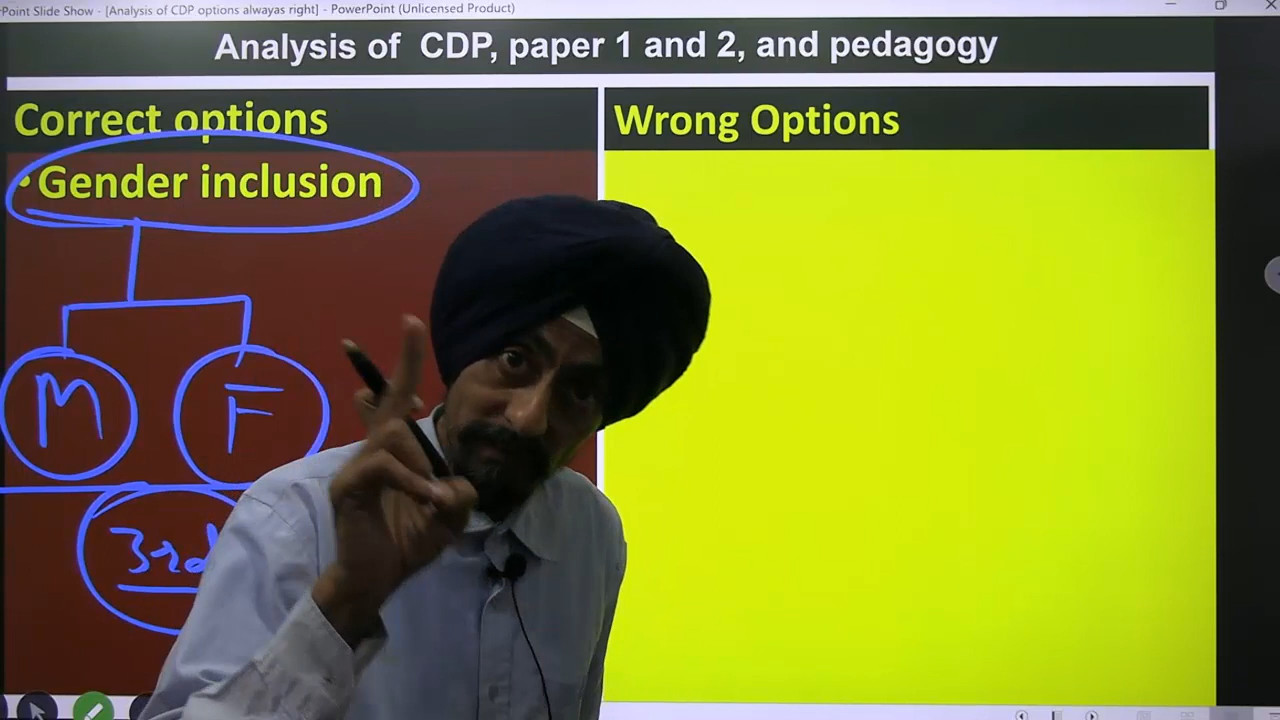 Point Slide Show - [Analysis of CDP options alwayas right] - PowerPoint (Unlicensed Product)
Analysis of CDP, paper 1 and 2, and pedagogy
Correct options
Wrong Options
• Gender inclusion
M
F
3rd